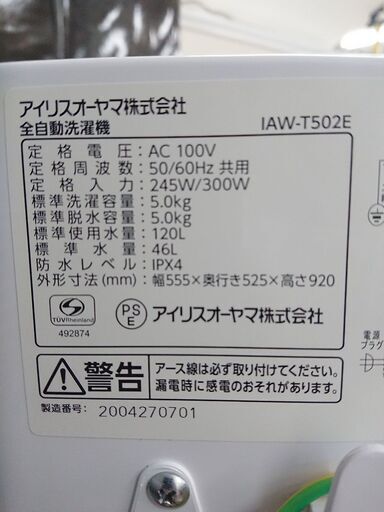 アイリスオーヤマ株式会社
全自動洗濯機 IAW-T502E
定格電圧：AC 100V
定格周波数：50/60Hz 共用
定格入力：245W/300W
標準洗濯容量：5.0kg
標準脱水容量：5.0kg
標準使用水量：120L
標準水量：46L
防水レベル：IPX4
外形寸法(mm)：幅555×奥行き525×高さ920
TÜVRheinland
492874
PS
E
アイリスオーヤマ株式会社
警告
アース線は必ず取り付けてください。
漏電時に感電のおそれがあります。
製造番号： 2004270701
電源
プラグ